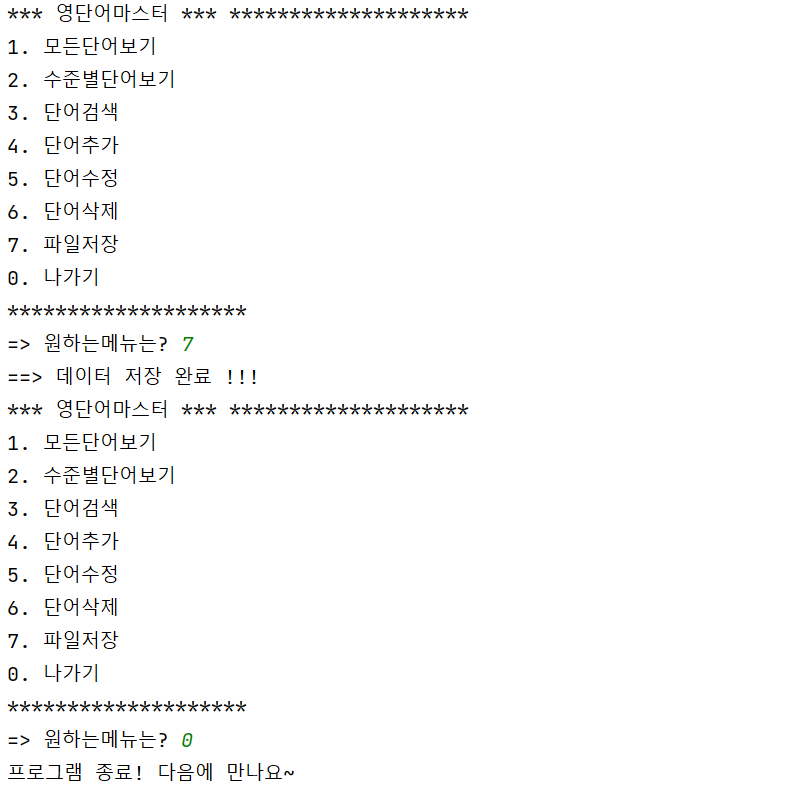 *** 영단어마스터 *** ********************
1. 모든단어보기
2. 수준별단어보기
3. 단어검색
4. 단어추가
5. 단어수정
6. 단어삭제
7. 파일저장
0. 나가기
********************
=> 원하는메뉴는? 7
==> 데이터 저장 완료 !!!
*** 영단어마스터 *** ********************
1. 모든단어보기
2. 수준별단어보기
3. 단어검색
4. 단어추가
5. 단어수정
6. 단어삭제
7. 파일저장
0. 나가기
********************
=> 원하는메뉴는? 0
프로그램 종료! 다음에 만나요~